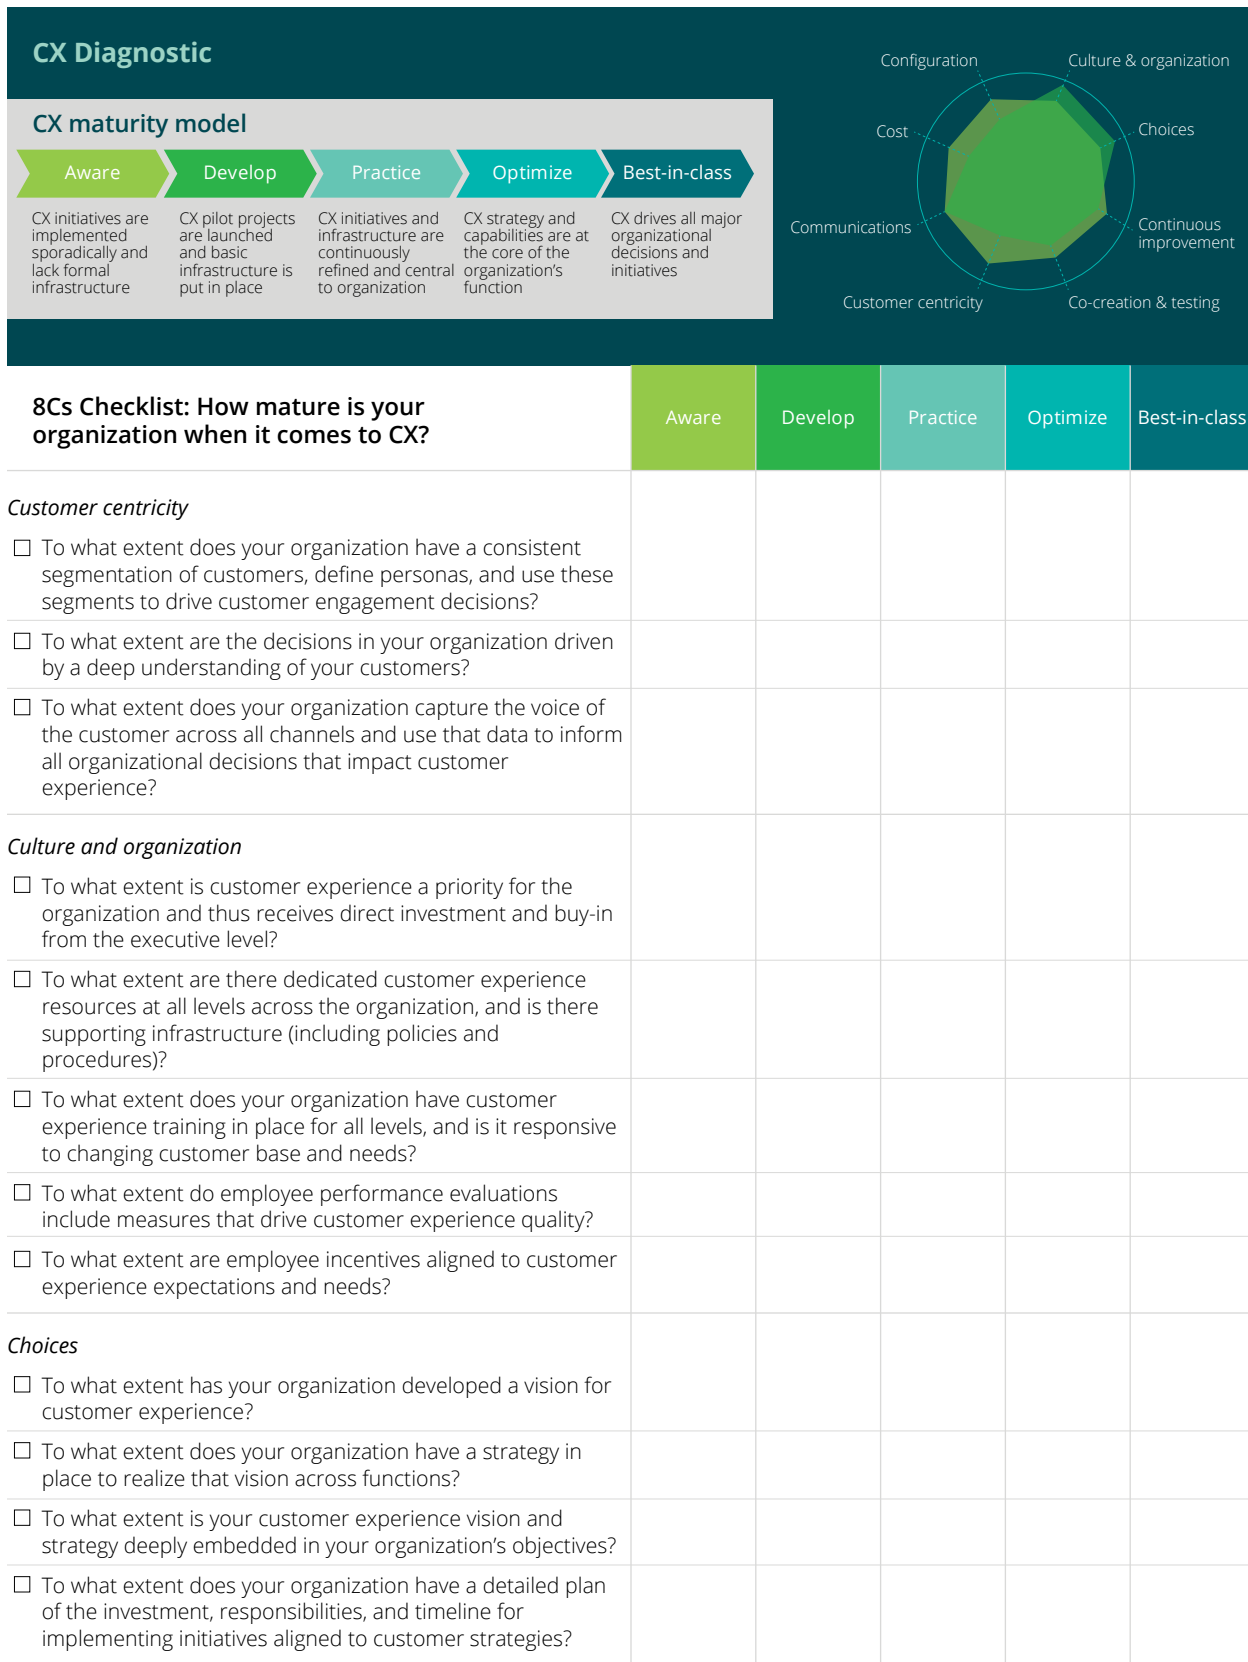 CX Diagnostic
CX maturity model
Aware
Develop
Practice
Optimize
Best-in-class
CX initiatives are
implemented
sporadically and
lack formal
infrastructure
CX pilot projects
are launched
and basic
infrastructure is
put in place
CX initiatives and
infrastructure are
continuously
refined and central
to organization
CX strategy and
capabilities are at
the core of the
organization’s
function
CX drives all major
organizational
decisions and
initiatives
Configuration
Culture & organization
Cost
Choices
Communications
Continuous
improvement
Customer centricity
Co-creation & testing
8Cs Checklist: How mature is your
organization when it comes to CX?
Aware
Develop
Practice
Optimize
Best-in-class
Customer centricity
To what extent does your organization have a consistent
segmentation of customers, define personas, and use these
segments to drive customer engagement decisions?
To what extent are the decisions in your organization driven
by a deep understanding of your customers?
To what extent does your organization capture the voice of
the customer across all channels and use that data to inform
all organizational decisions that impact customer
experience?
Culture and organization
To what extent is customer experience a priority for the
organization and thus receives direct investment and buy-in
from the executive level?
To what extent are there dedicated customer experience
resources at all levels across the organization, and is there
supporting infrastructure (including policies and
procedures)?
To what extent does your organization have customer
experience training in place for all levels, and is it responsive
to changing customer base and needs?
To what extent do employee performance evaluations
include measures that drive customer experience quality?
To what extent are employee incentives aligned to customer
experience expectations and needs?
Choices
To what extent has your organization developed a vision for
customer experience?
To what extent does your organization have a strategy in
place to realize that vision across functions?
To what extent is your customer experience vision and
strategy deeply embedded in your organization’s objectives?
To what extent does your organization have a detailed plan
of the investment, responsibilities, and timeline for
implementing initiatives aligned to customer strategies?